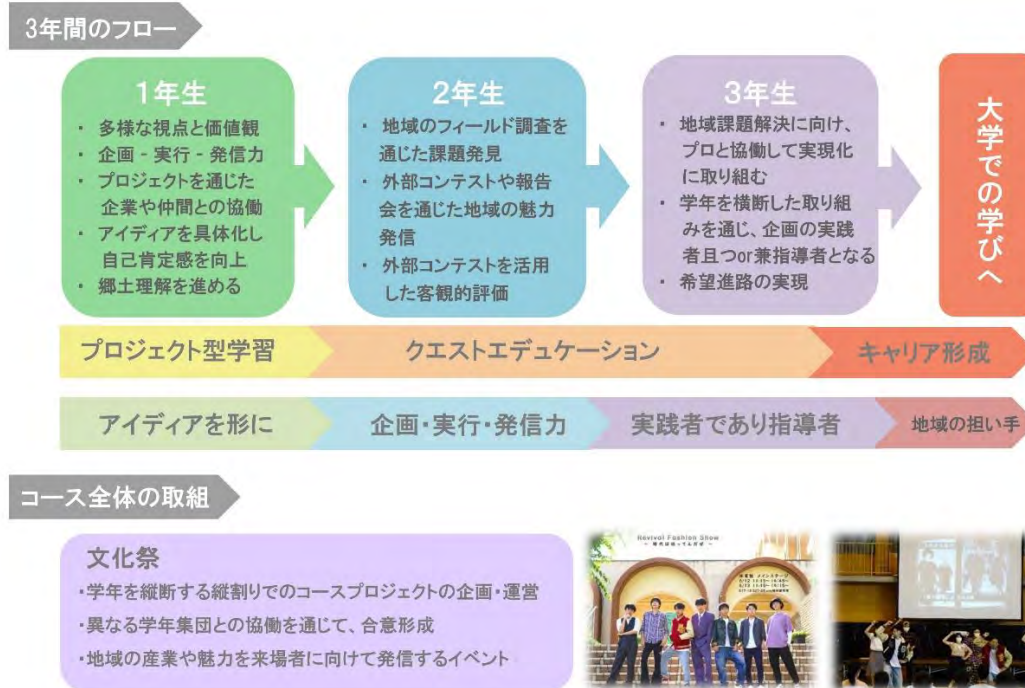 3年間のフロー
1年生
・ 多様な視点と価値観
・ 企画 - 実行 - 発信力
・ プロジェクトを通じた
企業や仲間との協働
・ アイディアを具体化し
自己肯定感を向上
・ 郷土理解を進める
2年生
・ 地域のフィールド調査を
通じた課題発見
・ 外部コンテストや報告
会を通じた地域の魅力
発信
・ 外部コンテストを活用
した客観的評価
3年生
・ 地域課題解決に向け、
プロと協働して実現化
に取り組む
・ 学年を横断した取り組
みを通じ、企画の実践
者且つor兼指導者となる
・ 希望進路の実現
大学での学びへ
プロジェクト型学習
クエストエデュケーション
キャリア形成
アイディアを形に
企画・実行・発信力
実践者であり指導者
地域の担い手
コース全体の取組
文化祭
・学年を縦断する縦割りでのコースプロジェクトの企画・運営
・異なる学年集団との協働を通じて、合意形成
・地域の産業や魅力を来場者に向けて発信するイベント
Revival Fashion Show